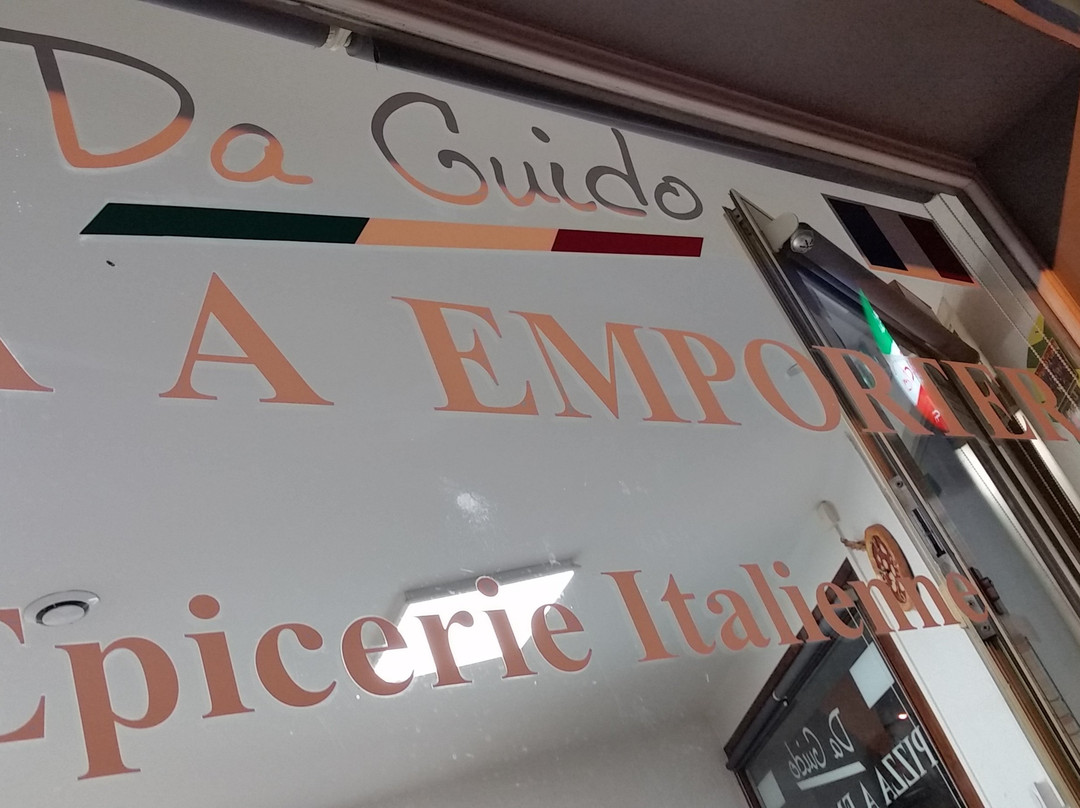 Da Guido
A A EMPORTER
Epicerie Italienne
Da Guido
PIZZA A E